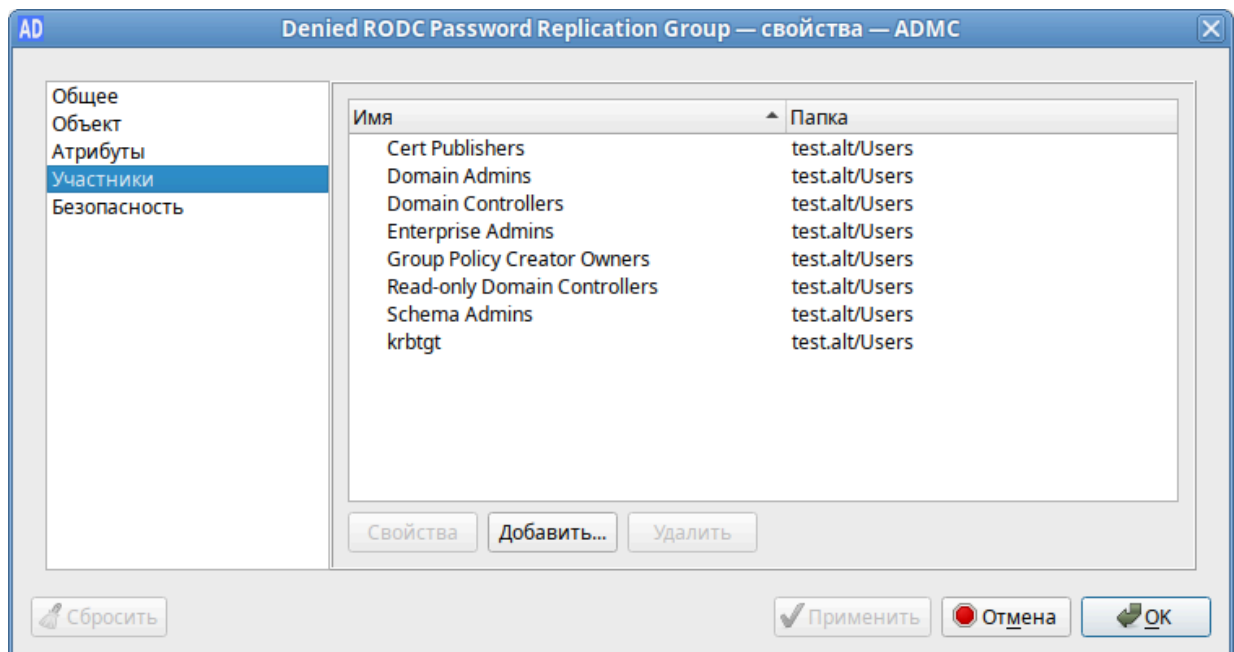 AD Denied RODC Password Replication Group — свойства — ADMC
Общее
Объект
Атрибуты
Участники
Безопасность
Имя Папка
Cert Publishers test.alt/Users
Domain Admins test.alt/Users
Domain Controllers test.alt/Users
Enterprise Admins test.alt/Users
Group Policy Creator Owners test.alt/Users
Read-only Domain Controllers test.alt/Users
Schema Admins test.alt/Users
krbtgt test.alt/Users
Свойства Добавить... Удалить
Сбросить Применить Отмена OK